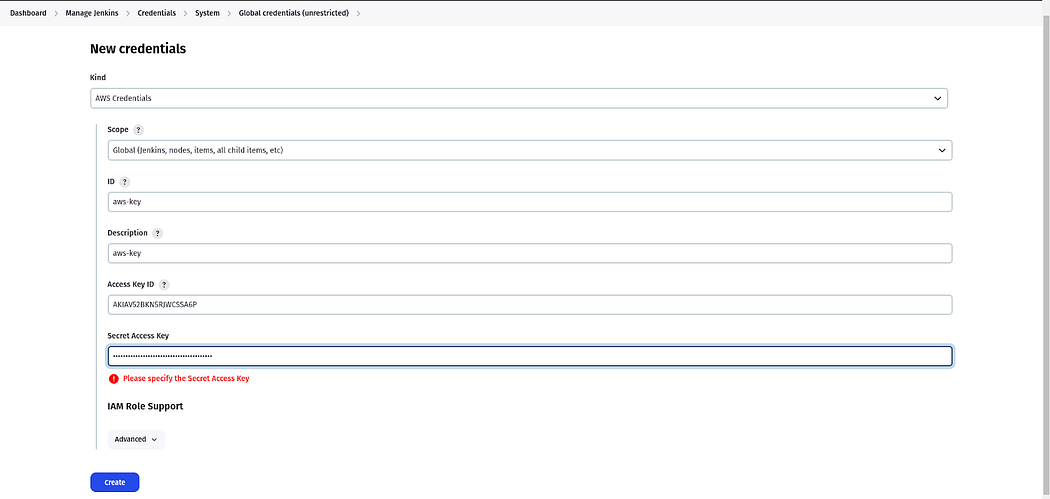 Dashboard > Manage Jenkins > Credentials > System > Global credentials (unrestricted) >
New credentials
Kind
AWS Credentials
Scope ?
Global (Jenkins, nodes, items, all child items, etc)
ID ?
aws-key
Description ?
aws-key
Access Key ID ?
AKIAV52BKN5RJWCSSA6P
Secret Access Key
Please specify the Secret Access Key
IAM Role Support
Advanced
Create